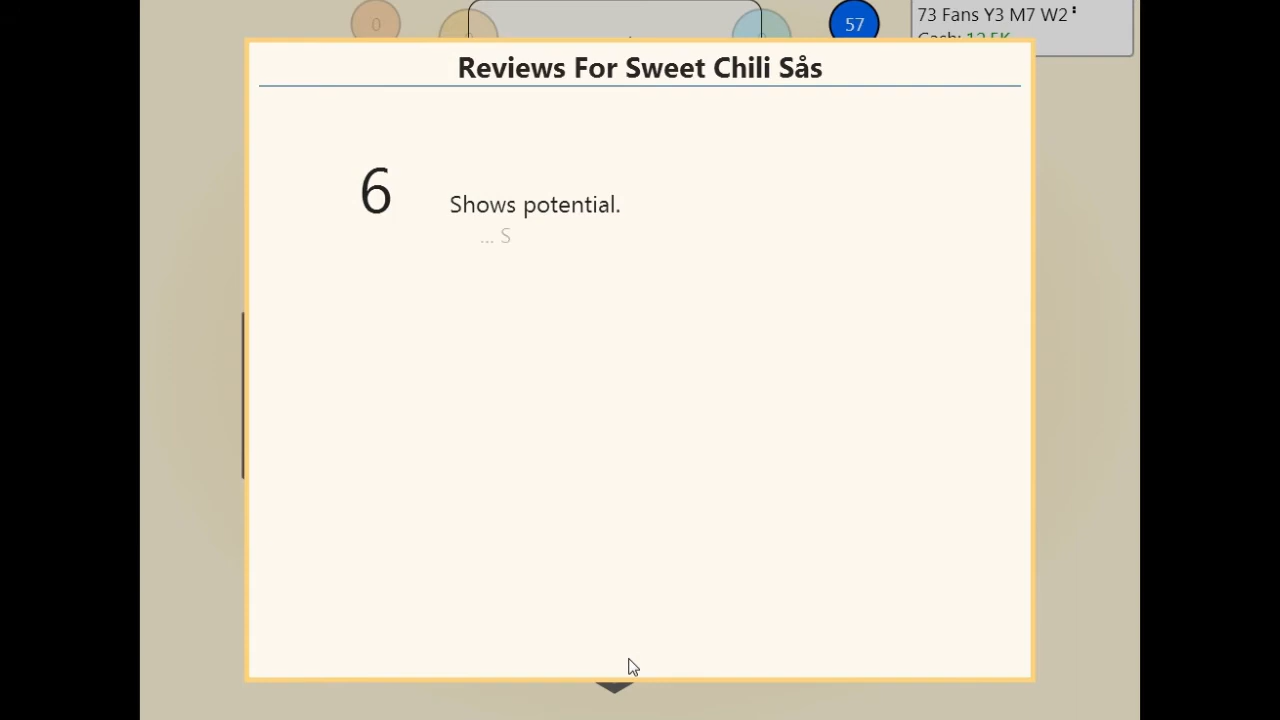 0
57
73 Fans Y3 M7 W2
Reviews For Sweet Chili Sås
6
Shows potential.
... S